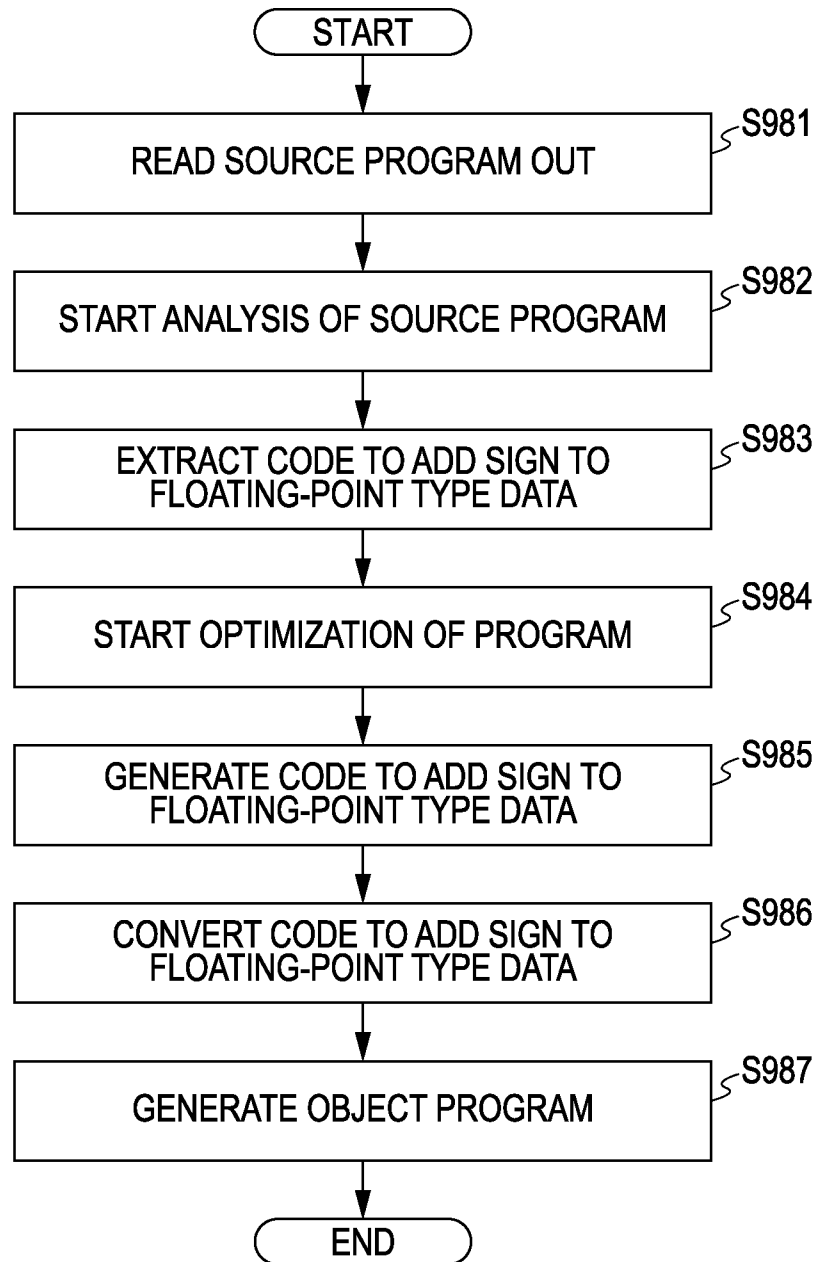 START
READ SOURCE PROGRAM OUT
S981
START ANALYSIS OF SOURCE PROGRAM
S982
EXTRACT CODE TO ADD SIGN TO
FLOATING-POINT TYPE DATA
S983
START OPTIMIZATION OF PROGRAM
S984
GENERATE CODE TO ADD SIGN TO
FLOATING-POINT TYPE DATA
S985
CONVERT CODE TO ADD SIGN TO
FLOATING-POINT TYPE DATA
S986
GENERATE OBJECT PROGRAM
S987
END